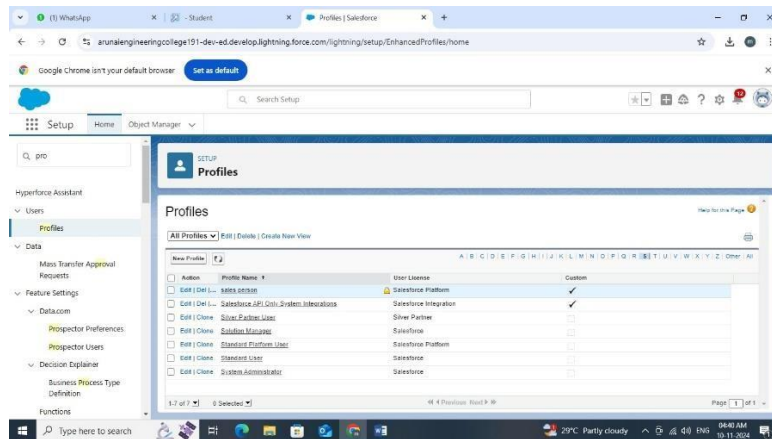 (1) WhatsApp
- Student
Profiles | Salesforce
arunaiengineeringcollege191-dev-ed.develop.lightning.force.com/lightning/setup/EnhancedProfiles/home
Google Chrome isn't your default browser Set as default
Search Setup
12
Setup Home Object Manager
pro
SETUP
Profiles
Hyperforce Assistant
Users
Profiles
Data
Mass Transfer Approval
Requests
Feature Settings
Data.com
Prospector Preferences
Prospector Users
Decision Explainer
Business Process Type
Definition
Functions
Profiles
Help for this Page
All Profiles Edit | Delete | Create New View
New Profile
A | B | C | D | E | F | G | H | I | J | K | L | M | N | O | P | Q | R | S | T | U | V | W | X | Y | Z | Other | All
Action Profile Name User License Custom
Edit | Del | ... sales person Salesforce Platform
Edit | Del | ... Salesforce API Only System Integrations Salesforce Integration
Edit | Clone Silver Partner User Silver Partner
Edit | Clone Solution Manager Salesforce
Edit | Clone Standard Platform User Salesforce Platform
Edit | Clone Standard User Salesforce
Edit | Clone System Administrator Salesforce
1-7 of 7 0 Selected Previous Next Page 1 of 1
Type here to search
29°C Partly cloudy ENG 04:40 AM
10-11-2024